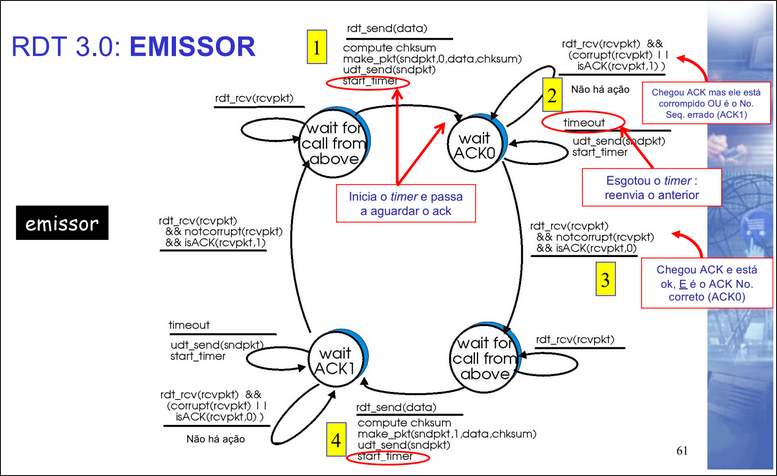 RDT 3.0: EMISSOR
1
rdt_send(data)
compute chksum
make_pkt(sndpkt,0,data,chksum)
udt_send(sndpkt)
start_timer
rdt_rcv(rcvpkt) &&
(corrupt(rcvpkt) ||
isACK(rcvpkt,1) )
Não há ação
2
Chegou ACK mas ele está
corrompido OU é o No.
Seq. errado (ACK1)
rdt_rcv(rcvpkt)
wait for
call from
above
wait
ACK0
timeout
udt_send(sndpkt)
start_timer
Inicia o timer e passa
a aguardar o ack
Esgotou o timer :
reenvia o anterior
emissor
rdt_rcv(rcvpkt)
&& notcorrupt(rcvpkt)
&& isACK(rcvpkt,1)
rdt_rcv(rcvpkt)
&& notcorrupt(rcvpkt)
&& isACK(rcvpkt,0)
3
Chegou ACK e está
ok, E é o ACK No.
correto (ACK0)
timeout
udt_send(sndpkt)
start_timer
wait
ACK1
wait for
call from
above
rdt_rcv(rcvpkt)
rdt_rcv(rcvpkt) &&
(corrupt(rcvpkt) ||
isACK(rcvpkt,0) )
Não há ação
4
rdt_send(data)
compute chksum
make_pkt(sndpkt,1,data,chksum)
udt_send(sndpkt)
start_timer
61